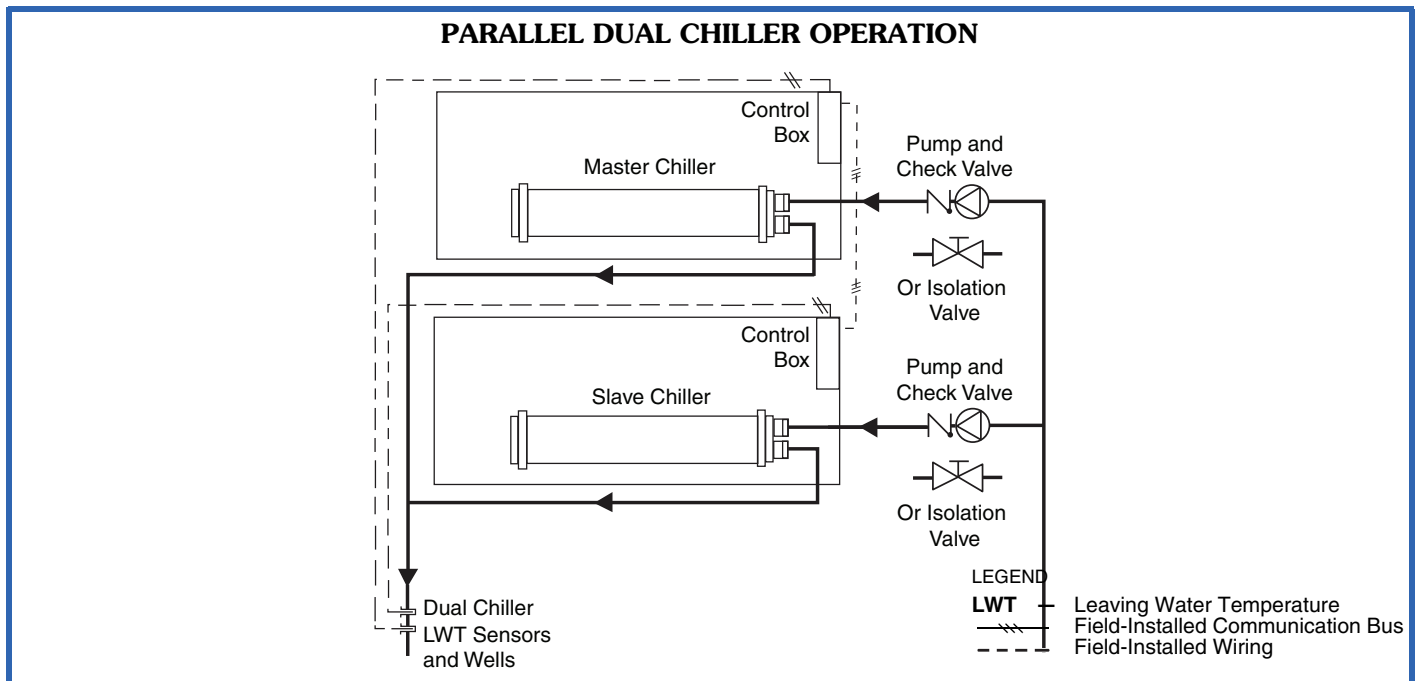 PARALLEL DUAL CHILLER OPERATION
Control
Box
Master Chiller
Pump and
Check Valve
Or Isolation
Valve
Control
Box
Slave Chiller
Pump and
Check Valve
Or Isolation
Valve
Dual Chiller
LWT Sensors
and Wells
LEGEND
LWT Leaving Water Temperature
Field-Installed Communication Bus
Field-Installed Wiring